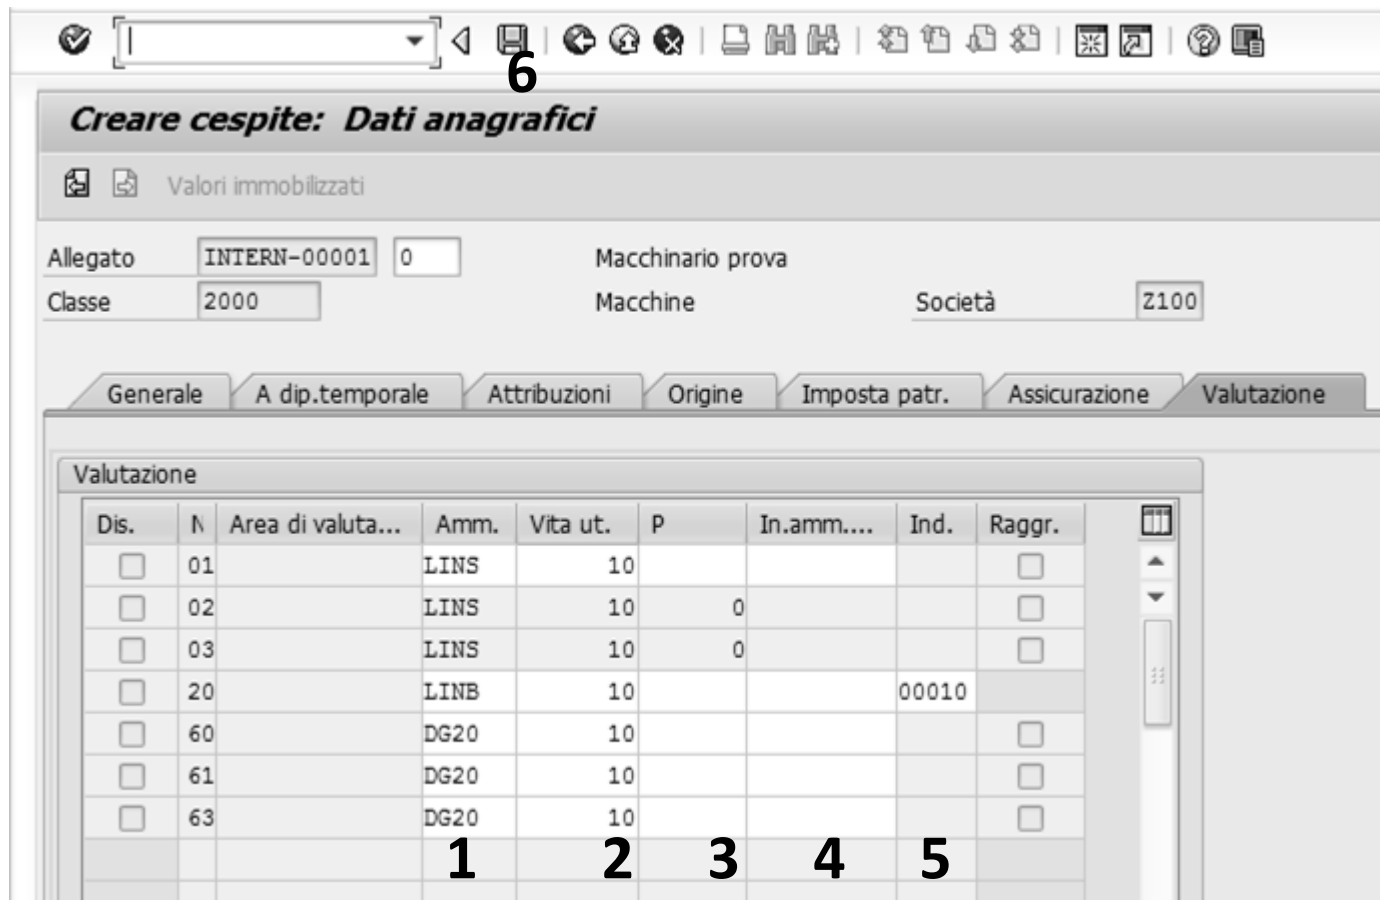 6
Creare cespite: Dati anagrafici
Valori immobilizzati
Allegato INTERN-00001 0 Macchinario prova
Classe 2000 Macchine Società Z100
Generale A dip.temporale Attribuzioni Origine Imposta patr. Assicurazione Valutazione
Valutazione
Dis. N Area di valuta... Amm. Vita ut. P In.amm.... Ind. Raggr.
01 LINS 10
02 LINS 10 0
03 LINS 10 0
20 LINB 10 00010
60 DG20 10
61 DG20 10
63 DG20 10
1 2 3 4 5